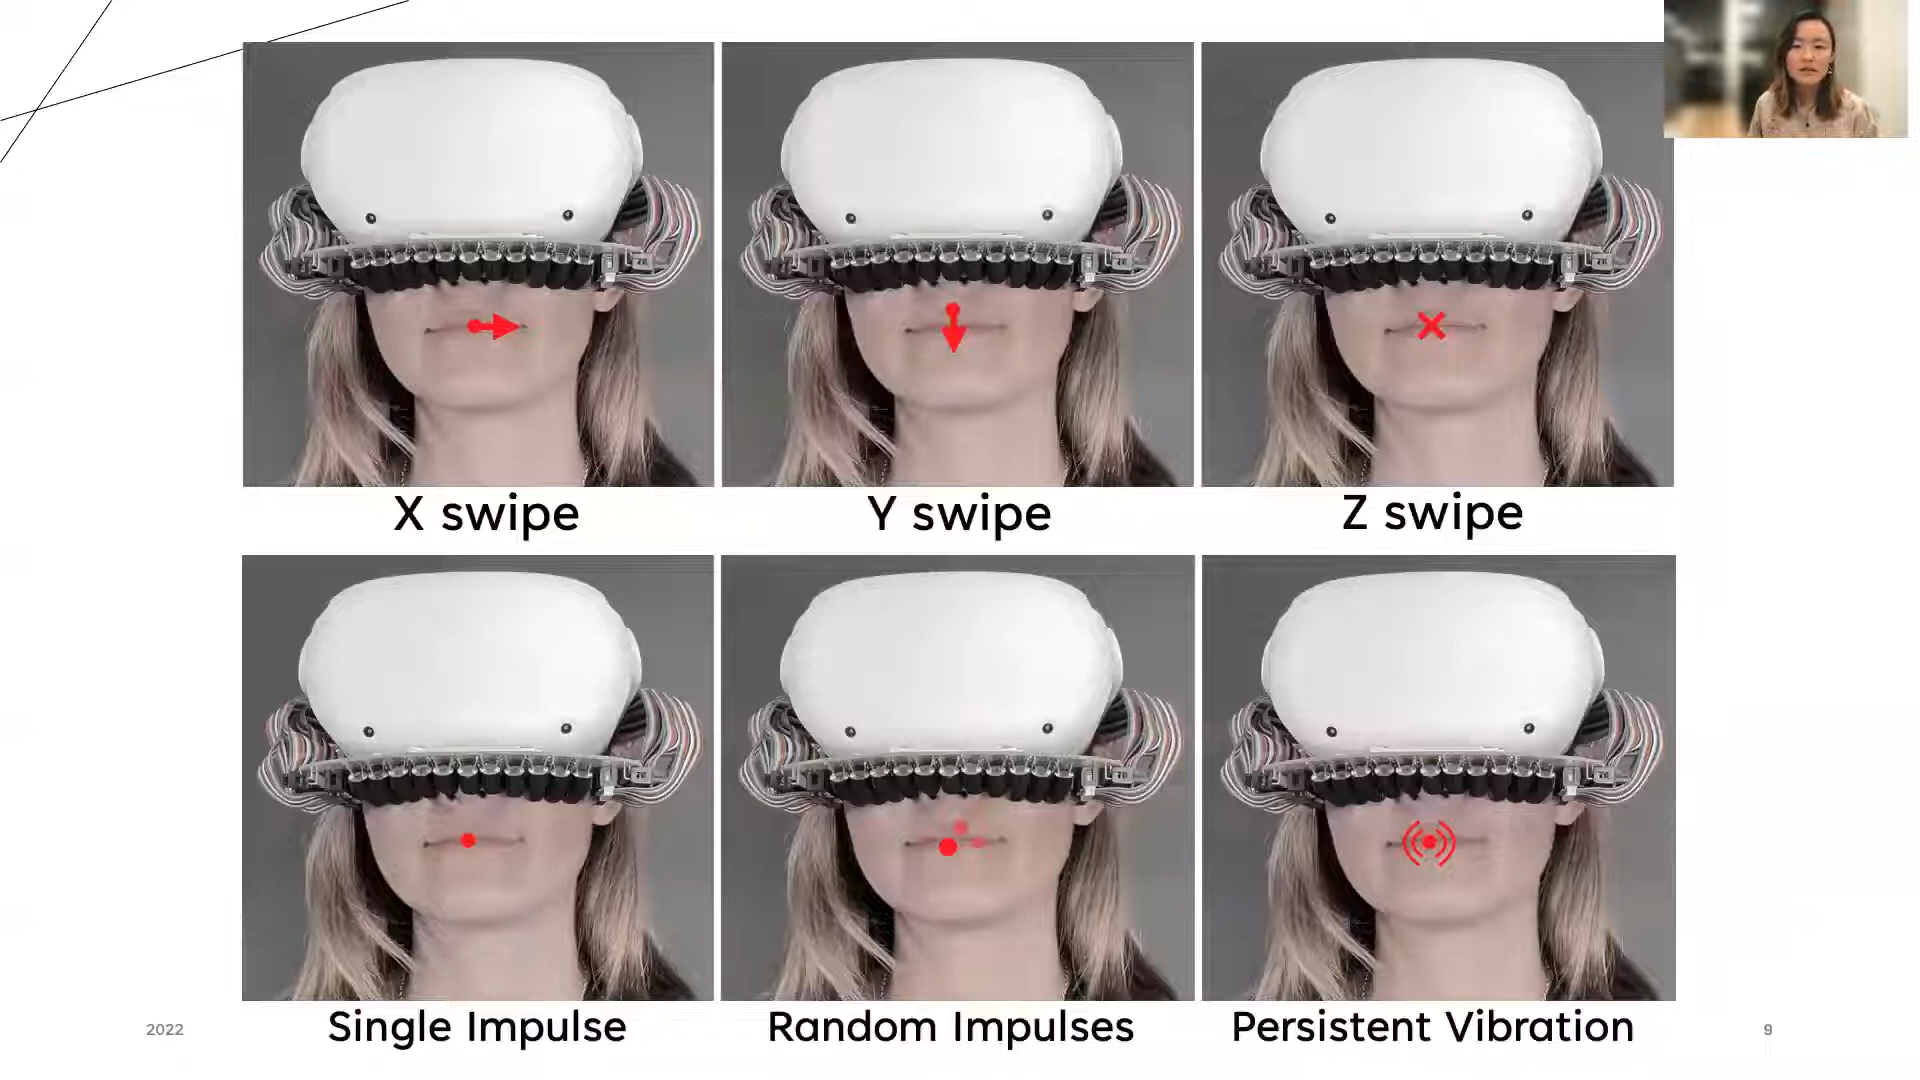 X swipe
Y swipe
Z swipe
Single Impulse
Random Impulses
Persistent Vibration
2022
9